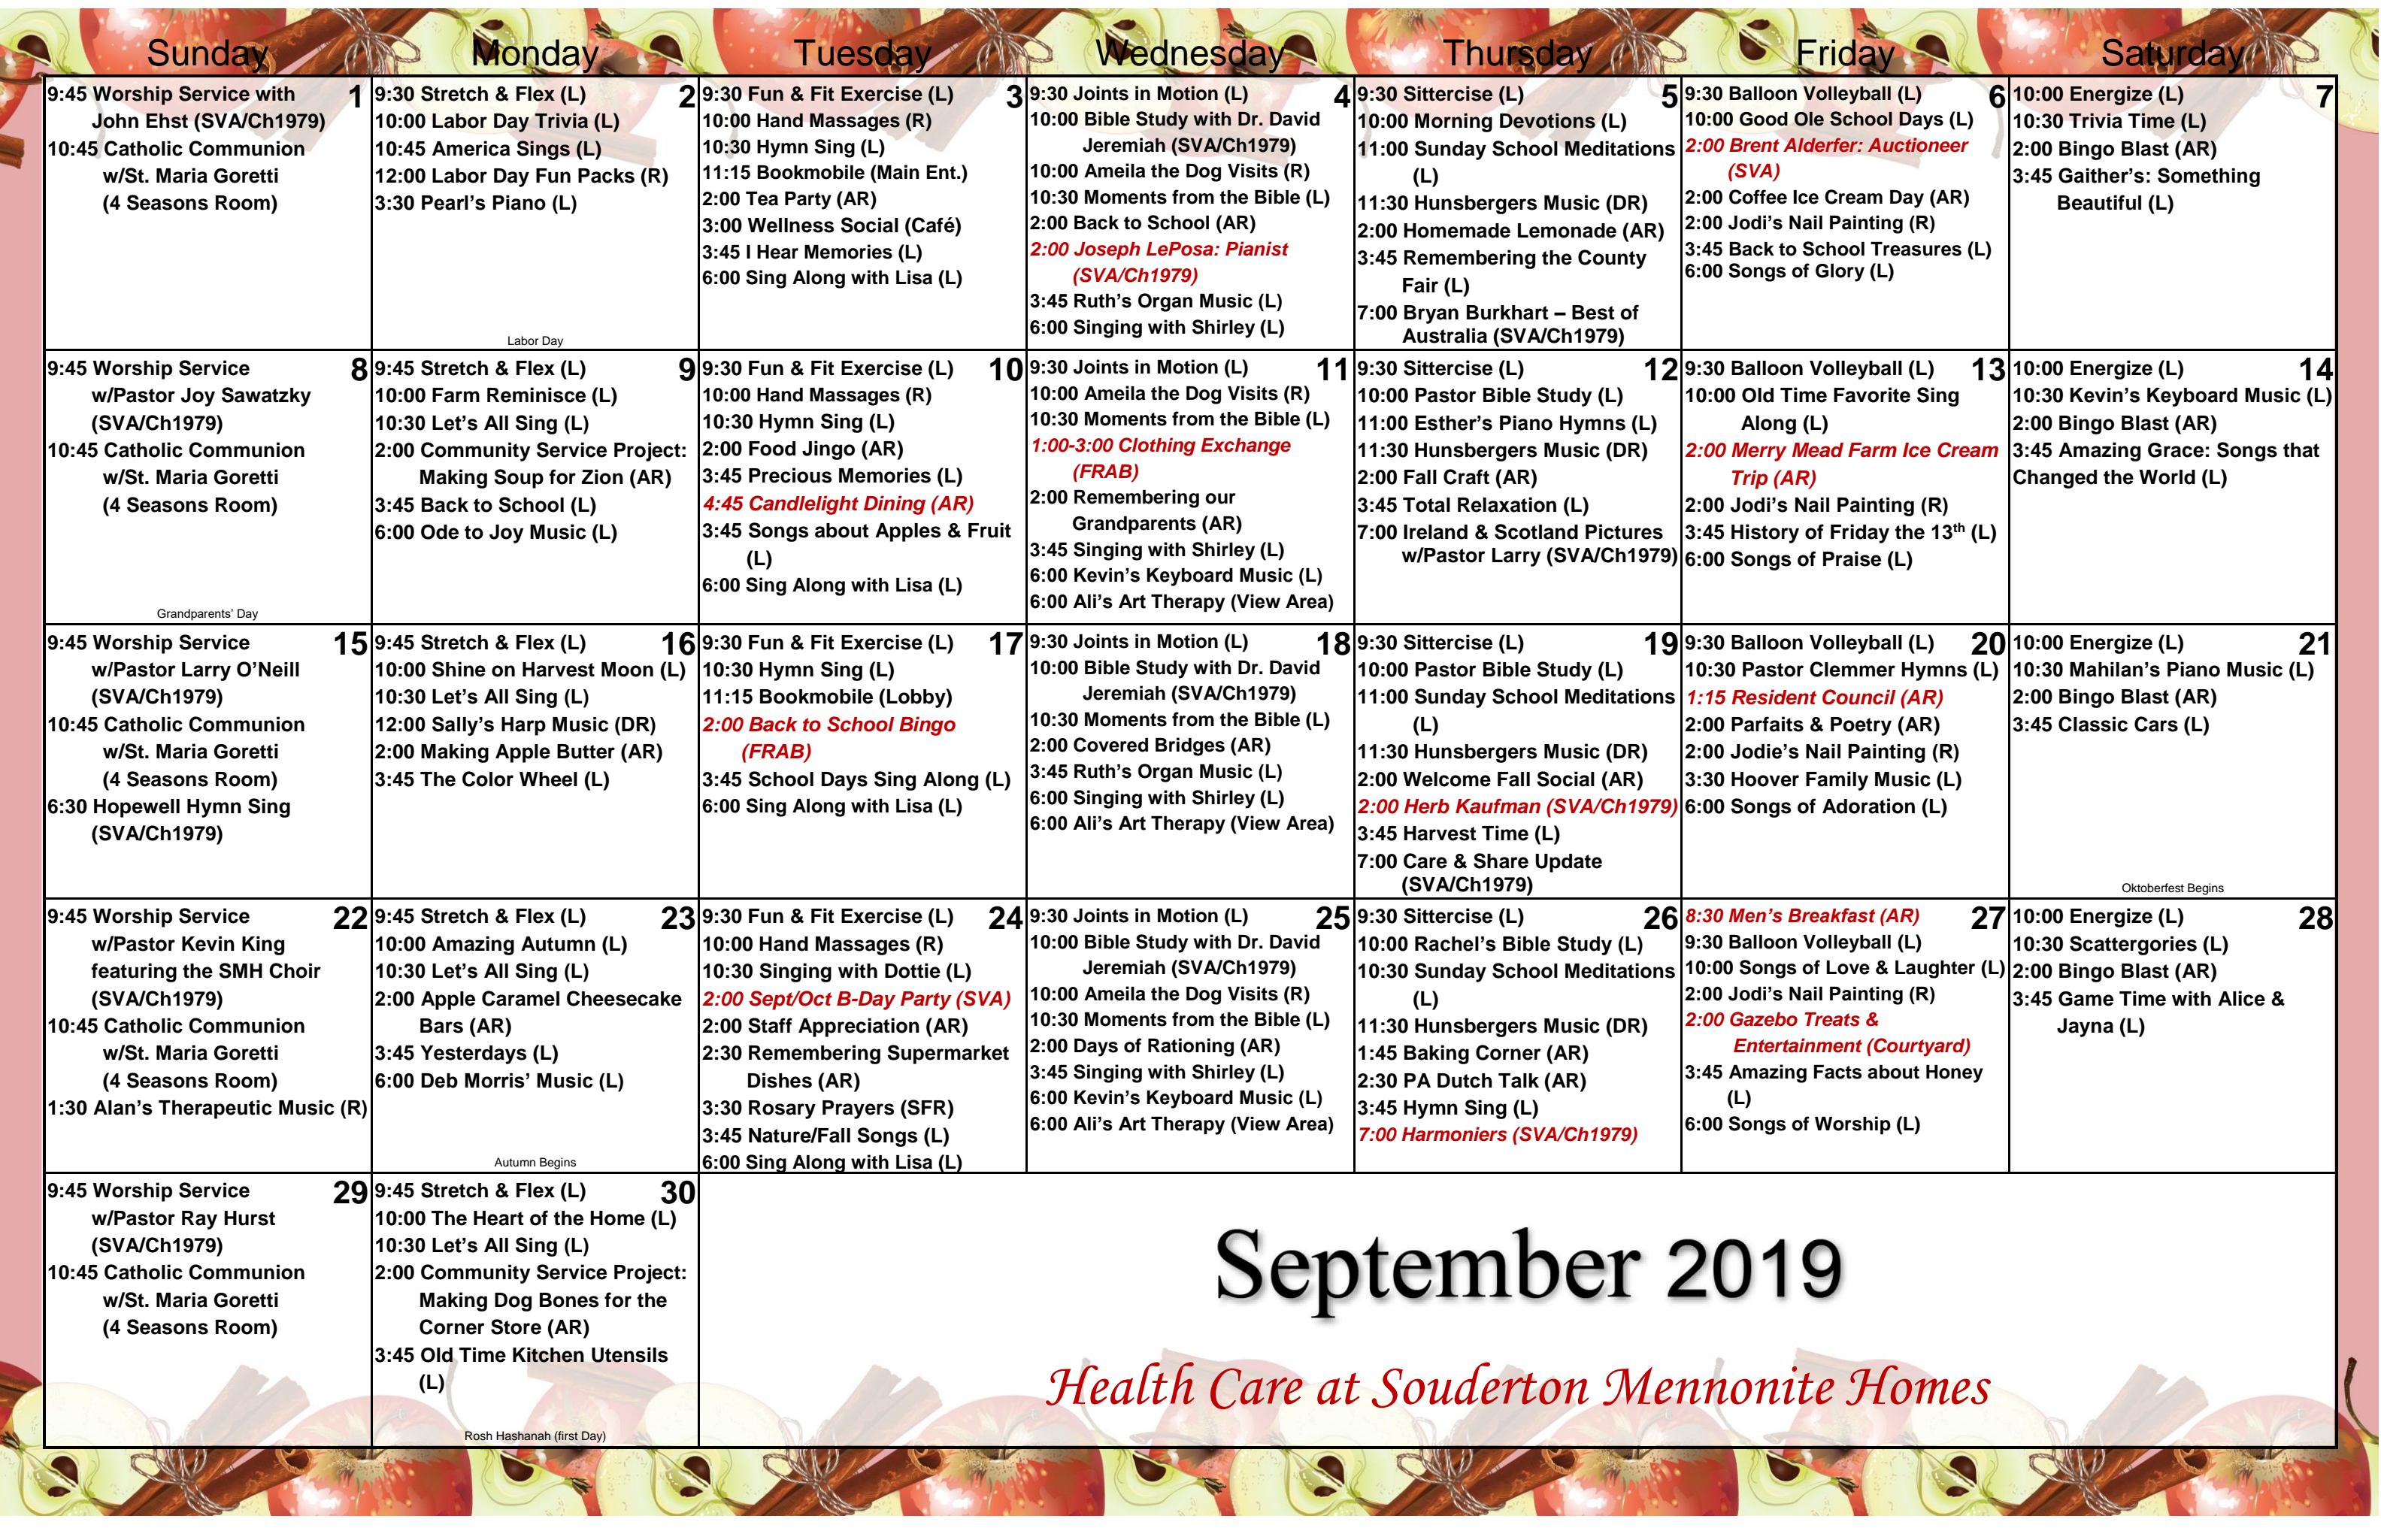 Sunday Monday Tuesday Wednesday Thursday Friday Saturday
1
9:45 Worship Service with
John Ehst (SVA/Ch1979)
10:45 Catholic Communion
w/St. Maria Goretti
(4 Seasons Room)
2
9:30 Stretch & Flex (L)
10:00 Labor Day Trivia (L)
10:45 America Sings (L)
12:00 Labor Day Fun Packs (R)
3:30 Pearl's Piano (L)
Labor Day
3
9:30 Fun & Fit Exercise (L)
10:00 Hand Massages (R)
10:30 Hymn Sing (L)
11:15 Bookmobile (Main Ent.)
2:00 Tea Party (AR)
3:00 Wellness Social (Café)
3:45 I Hear Memories (L)
6:00 Sing Along with Lisa (L)
4
9:30 Joints in Motion (L)
10:00 Bible Study with Dr. David
Jeremiah (SVA/Ch1979)
10:00 Ameila the Dog Visits (R)
10:30 Moments from the Bible (L)
2:00 Back to School (AR)
2:00 Joseph LePosa: Pianist
(SVA/Ch1979)
3:45 Ruth's Organ Music (L)
6:00 Singing with Shirley (L)
5
9:30 Sittercise (L)
10:00 Morning Devotions (L)
11:00 Sunday School Meditations
(L)
11:30 Hunsbergers Music (DR)
2:00 Homemade Lemonade (AR)
3:45 Remembering the County
Fair (L)
7:00 Bryan Burkhart – Best of
Australia (SVA/Ch1979)
6
9:30 Balloon Volleyball (L)
10:00 Good Ole School Days (L)
2:00 Brent Alderfer: Auctioneer
(SVA)
2:00 Coffee Ice Cream Day (AR)
2:00 Jodi's Nail Painting (R)
3:45 Back to School Treasures (L)
6:00 Songs of Glory (L)
7
10:00 Energize (L)
10:30 Trivia Time (L)
2:00 Bingo Blast (AR)
3:45 Gaither's: Something
Beautiful (L)
8
9:45 Worship Service
w/Pastor Joy Sawatzky
(SVA/Ch1979)
10:45 Catholic Communion
w/St. Maria Goretti
(4 Seasons Room)
Grandparents' Day
9
9:45 Stretch & Flex (L)
10:00 Farm Reminisce (L)
10:30 Let's All Sing (L)
2:00 Community Service Project:
Making Soup for Zion (AR)
3:45 Back to School (L)
6:00 Ode to Joy Music (L)
10
9:30 Fun & Fit Exercise (L)
10:00 Hand Massages (R)
10:30 Hymn Sing (L)
2:00 Food Jingo (AR)
3:45 Precious Memories (L)
4:45 Candlelight Dining (AR)
3:45 Songs about Apples & Fruit
(L)
6:00 Sing Along with Lisa (L)
11
9:30 Joints in Motion (L)
10:00 Ameila the Dog Visits (R)
10:30 Moments from the Bible (L)
1:00-3:00 Clothing Exchange
(FRAB)
2:00 Remembering our
Grandparents (AR)
3:45 Singing with Shirley (L)
6:00 Kevin's Keyboard Music (L)
6:00 Ali's Art Therapy (View Area)
12
9:30 Sittercise (L)
10:00 Pastor Bible Study (L)
11:00 Esther's Piano Hymns (L)
11:30 Hunsbergers Music (DR)
2:00 Fall Craft (AR)
3:45 Total Relaxation (L)
7:00 Ireland & Scotland Pictures
w/Pastor Larry (SVA/Ch1979)
13
9:30 Balloon Volleyball (L)
10:00 Old Time Favorite Sing
Along (L)
2:00 Merry Mead Farm Ice Cream
Trip (AR)
2:00 Jodi's Nail Painting (R)
3:45 History of Friday the 13th (L)
6:00 Songs of Praise (L)
14
10:00 Energize (L)
10:30 Kevin's Keyboard Music (L)
2:00 Bingo Blast (AR)
3:45 Amazing Grace: Songs that
Changed the World (L)
15
9:45 Worship Service
w/Pastor Larry O'Neill
(SVA/Ch1979)
10:45 Catholic Communion
w/St. Maria Goretti
(4 Seasons Room)
6:30 Hopewell Hymn Sing
(SVA/Ch1979)
16
9:45 Stretch & Flex (L)
10:00 Shine on Harvest Moon (L)
10:30 Let's All Sing (L)
12:00 Sally's Harp Music (DR)
2:00 Making Apple Butter (AR)
3:45 The Color Wheel (L)
17
9:30 Fun & Fit Exercise (L)
10:30 Hymn Sing (L)
11:15 Bookmobile (Lobby)
2:00 Back to School Bingo
(FRAB)
3:45 School Days Sing Along (L)
6:00 Sing Along with Lisa (L)
18
9:30 Joints in Motion (L)
10:00 Bible Study with Dr. David
Jeremiah (SVA/Ch1979)
10:30 Moments from the Bible (L)
2:00 Covered Bridges (AR)
3:45 Ruth's Organ Music (L)
6:00 Singing with Shirley (L)
6:00 Ali's Art Therapy (View Area)
19
9:30 Sittercise (L)
10:00 Pastor Bible Study (L)
11:00 Sunday School Meditations
(L)
11:30 Hunsbergers Music (DR)
2:00 Welcome Fall Social (AR)
2:00 Herb Kaufman (SVA/Ch1979)
3:45 Harvest Time (L)
7:00 Care & Share Update
(SVA/Ch1979)
20
9:30 Balloon Volleyball (L)
10:30 Pastor Clemmer Hymns (L)
1:15 Resident Council (AR)
2:00 Parfaits & Poetry (AR)
2:00 Jodie's Nail Painting (R)
3:30 Hoover Family Music (L)
6:00 Songs of Adoration (L)
21
10:00 Energize (L)
10:30 Mahilan's Piano Music (L)
2:00 Bingo Blast (AR)
3:45 Classic Cars (L)
Oktoberfest Begins
22
9:45 Worship Service
w/Pastor Kevin King
featuring the SMH Choir
(SVA/Ch1979)
10:45 Catholic Communion
w/St. Maria Goretti
(4 Seasons Room)
1:30 Alan's Therapeutic Music (R)
23
9:45 Stretch & Flex (L)
10:00 Amazing Autumn (L)
10:30 Let's All Sing (L)
2:00 Apple Caramel Cheesecake
Bars (AR)
3:45 Yesterdays (L)
6:00 Deb Morris' Music (L)
Autumn Begins
24
9:30 Fun & Fit Exercise (L)
10:00 Hand Massages (R)
10:30 Singing with Dottie (L)
2:00 Sept/Oct B-Day Party (SVA)
2:00 Staff Appreciation (AR)
2:30 Remembering Supermarket
Dishes (AR)
3:30 Rosary Prayers (SFR)
3:45 Nature/Fall Songs (L)
6:00 Sing Along with Lisa (L)
25
9:30 Joints in Motion (L)
10:00 Bible Study with Dr. David
Jeremiah (SVA/Ch1979)
10:00 Ameila the Dog Visits (R)
10:30 Moments from the Bible (L)
2:00 Days of Rationing (AR)
3:45 Singing with Shirley (L)
6:00 Kevin's Keyboard Music (L)
6:00 Ali's Art Therapy (View Area)
26
9:30 Sittercise (L)
10:00 Rachel's Bible Study (L)
10:30 Sunday School Meditations
(L)
11:30 Hunsbergers Music (DR)
1:45 Baking Corner (AR)
2:30 PA Dutch Talk (AR)
3:45 Hymn Sing (L)
7:00 Harmoniers (SVA/Ch1979)
27
8:30 Men's Breakfast (AR)
9:30 Balloon Volleyball (L)
10:00 Songs of Love & Laughter (L)
2:00 Jodi's Nail Painting (R)
2:00 Gazebo Treats &
Entertainment (Courtyard)
3:45 Amazing Facts about Honey
(L)
6:00 Songs of Worship (L)
28
10:00 Energize (L)
10:30 Scattergories (L)
2:00 Bingo Blast (AR)
3:45 Game Time with Alice &
Jayna (L)
29
9:45 Worship Service
w/Pastor Ray Hurst
(SVA/Ch1979)
10:45 Catholic Communion
w/St. Maria Goretti
(4 Seasons Room)
30
9:45 Stretch & Flex (L)
10:00 The Heart of the Home (L)
10:30 Let's All Sing (L)
2:00 Community Service Project:
Making Dog Bones for the
Corner Store (AR)
3:45 Old Time Kitchen Utensils
(L)
Rosh Hashanah (first Day)
September 2019
Health Care at Souderton Mennonite Homes